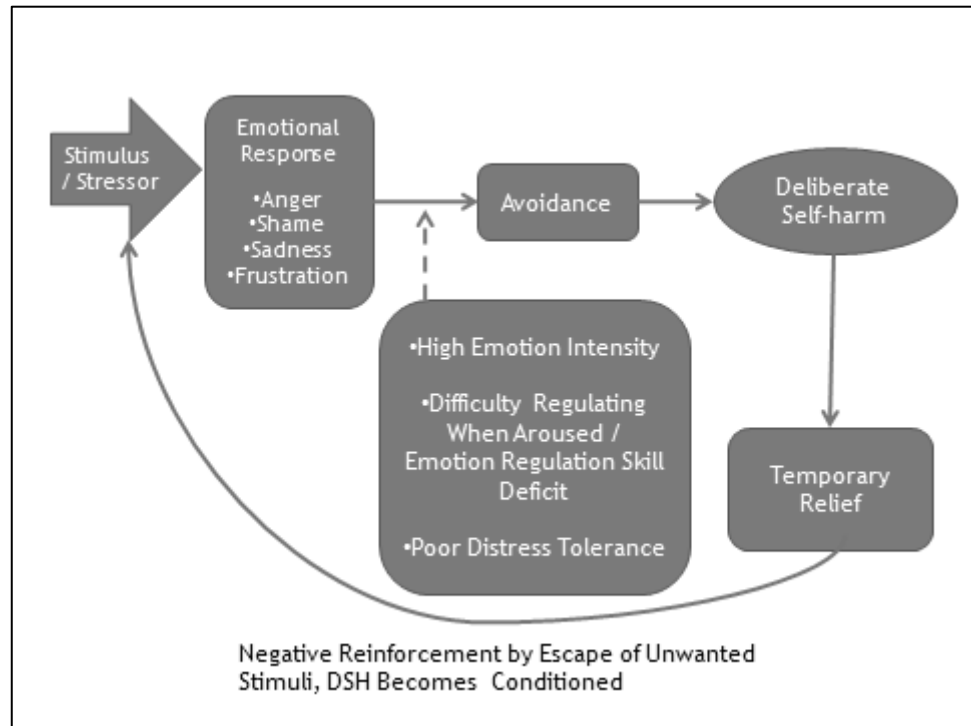 Stimulus
/ Stressor
Emotional
Response
•Anger
•Shame
•Sadness
•Frustration
Avoidance
Deliberate
Self-harm
•High Emotion Intensity
•Difficulty Regulating
When Aroused /
Emotion Regulation Skill
Deficit
•Poor Distress Tolerance
Temporary
Relief
Negative Reinforcement by Escape of Unwanted
Stimuli, DSH Becomes Conditioned